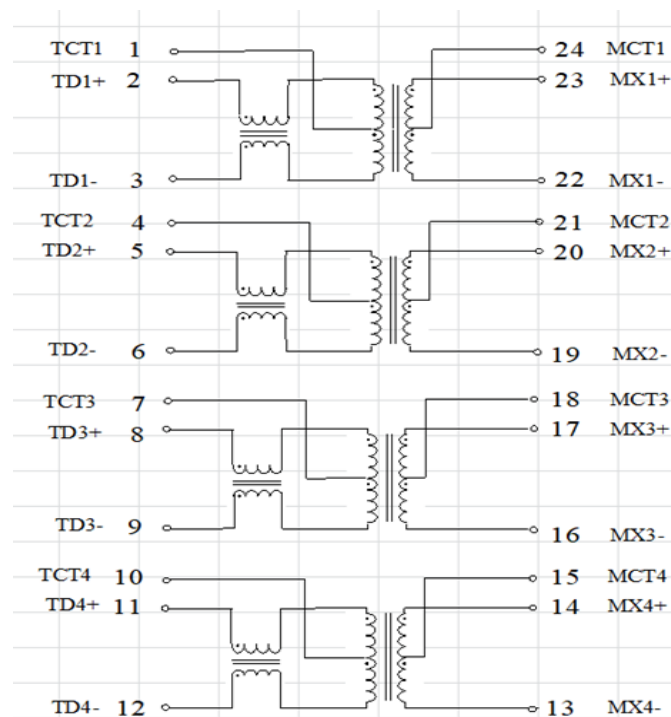 TCT1 1 24 MCT1
TD1+ 2 23 MX1+
TD1- 3 22 MX1-
TCT2 4 21 MCT2
TD2+ 5 20 MX2+
TD2- 6 19 MX2-
TCT3 7 18 MCT3
TD3+ 8 17 MX3+
TD3- 9 16 MX3-
TCT4 10 15 MCT4
TD4+ 11 14 MX4+
TD4- 12 13 MX4-